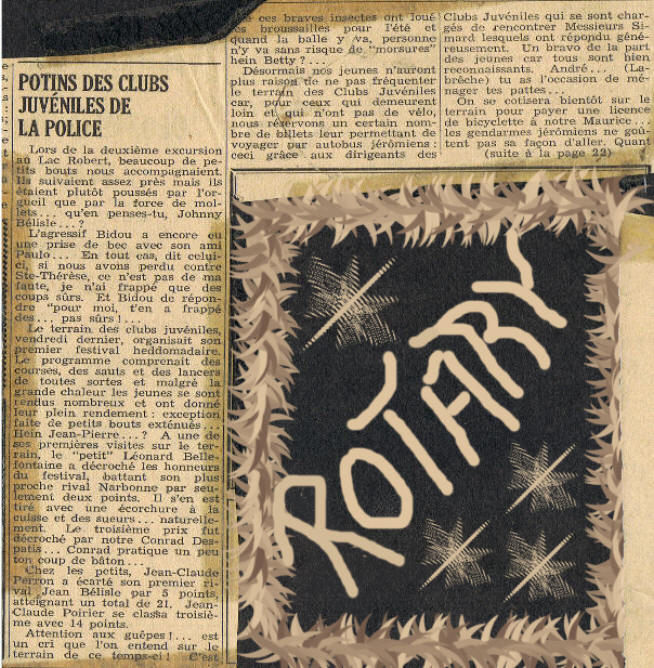 POTINS DES CLUBS
JUVÉNILES DE
LA POLICE
Lors de la deuxième excursion
au Lac Robert, beaucoup de pe-
tits bouts nous accompagnaient.
Ils suivaient assez près mais ils
étaient plutôt poussés par l'or-
gueil que par la force de mol-
lets... qu'en penses-tu, Johnny
Bélisle...?
L'agressif Bidou a encore eu
une prise de bec avec son ami
Paulo... En tout cas, dit celui-
ci, si nous avons perdu contre
Ste-Thérèse, ce n'est pas de ma
faute, je n'ai frappé que des
coups sûrs. Et Bidou de répon-
dre "pour moi, t'en a frappé
des... pas sûrs!...
Le terrain des clubs juvéniles,
vendredi dernier, organisait son
premier festival heddomadaire.
Le programme comprenait des
courses, des sauts et des lancers
de toutes sortes et malgré la
grande chaleur les jeunes se sont
rendus nombreux et ont donné
leur plein rendement: exception
faite de petits bouts exténués...
Hein Jean-Pierre...? A une de
ses premières visites sur le ter-
rain, le "petit" Léonard Belle-
fontaine a décroché les honneurs
du festival, battant son plus
proche rival Narbonne par seu-
lement deux points. Il s'en est
tiré avec une écorchure à la
cuisse et des sueurs... naturelle-
ment. Le troisième prix fut
décroché par notre Conrad Des-
patis... Conrad pratique un peu
ton coup de bâton...
Chez les petits, Jean-Claude
Perron a écarté son premier ri-
val Jean Bélisle par 5 points,
atteignant un total de 21. Jean-
Claude Poirier se classa troisiè-
me avec 14 points.
Attention aux guêpes!... est
un cri que l'on entend sur le
terrain de ce temps-ci! C'est
que ces braves insectes ont loué
les broussailles pour l'été et
quand la balle y va, personne
n'y va sans risque de "morsures"
hein Betty?...
Désormais nos jeunes n'auront
plus raison de ne pas fréquenter
le terrain des Clubs Juvéniles
car, pour ceux qui demeurent
loin et qui n'ont pas de vélo,
nous réservons un certain nom-
bre de billets leur permettant de
voyager par autobus jérômiens:
ceci grâce aux dirigeants des
Clubs Juvéniles qui se sont char-
gés de rencontrer Messieurs Si-
mard lesquels ont répondu géné-
reusement. Un bravo de la part
des jeunes car tous sont bien
reconnaissants. André... (La-
brèche) tu as l'occasion de mé-
nager tes pattes...
On se cotisera bientôt sur le
terrain pour payer une licence
de bicyclette à notre Maurice...
les gendarmes jérômiens ne goû-
tent pas sa façon d'aller. Quant
(suite à la page 22)
ROTARY